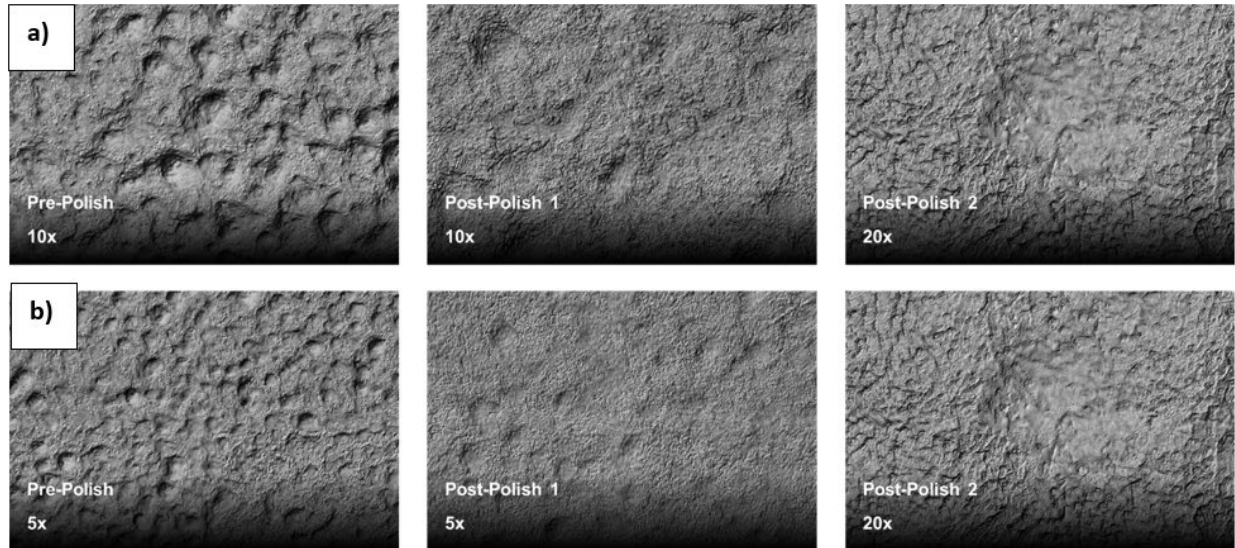 a)
Pre-Polish
10x
Post-Polish 1
10x
Post-Polish 2
20x
b)
Pre-Polish
5x
Post-Polish 1
5x
Post-Polish 2
20x